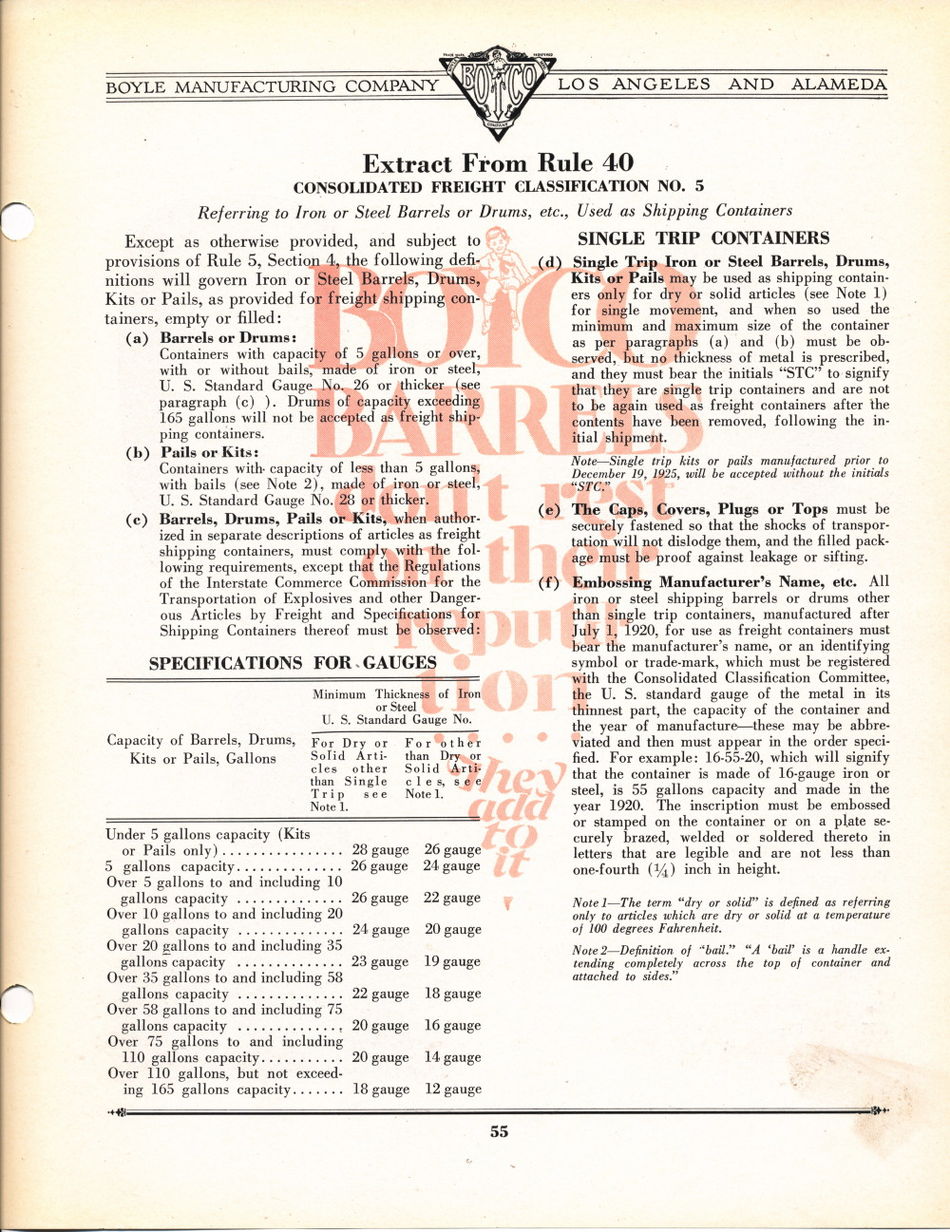 BOYLE MANUFACTURING COMPANY
BOYCO
COMPANY
LOS ANGELES AND ALAMEDA
Extract From Rule 40
CONSOLIDATED FREIGHT CLASSIFICATION NO. 5
Referring to Iron or Steel Barrels or Drums, etc., Used as Shipping Containers
Except as otherwise provided, and subject to
provisions of Rule 5, Section 4, the following defi-
nitions will govern Iron or Steel Barrels, Drums,
Kits or Pails, as provided for freight shipping con-
tainers, empty or filled:
(a) Barrels or Drums:
Containers with capacity of 5 gallons or over,
with or without bails, made of iron or steel,
U. S. Standard Gauge No. 26 or thicker (see
paragraph (c) ). Drums of capacity exceeding
165 gallons will not be accepted as freight ship-
ping containers.
(b) Pails or Kits:
Containers with capacity of less than 5 gallons,
with bails (see Note 2), made of iron or steel,
U. S. Standard Gauge No. 28 or thicker.
(c) Barrels, Drums, Pails or Kits, when author-
ized in separate descriptions of articles as freight
shipping containers, must comply with the fol-
lowing requirements, except that the Regulations
of the Interstate Commerce Commission for the
Transportation of Explosives and other Danger-
ous Articles by Freight and Specifications for
Shipping Containers thereof must be observed:
SPECIFICATIONS FOR GAUGES
Minimum Thickness of Iron
or Steel
U. S. Standard Gauge No.
Capacity of Barrels, Drums,
Kits or Pails, Gallons
For Dry or
Solid Arti-
cles other
than Single
Trip see
Note 1.
For other
than Dry or
Solid Arti-
cles, see
Note 1.
Under 5 gallons capacity (Kits
or Pails only)................ 28 gauge 26 gauge
5 gallons capacity.............. 26 gauge 24 gauge
Over 5 gallons to and including 10
gallons capacity .............. 26 gauge 22 gauge
Over 10 gallons to and including 20
gallons capacity .............. 24 gauge 20 gauge
Over 20 gallons to and including 35
gallons capacity .............. 23 gauge 19 gauge
Over 35 gallons to and including 58
gallons capacity .............. 22 gauge 18 gauge
Over 58 gallons to and including 75
gallons capacity .............. 20 gauge 16 gauge
Over 75 gallons to and including
110 gallons capacity........... 20 gauge 14 gauge
Over 110 gallons, but not exceed-
ing 165 gallons capacity....... 18 gauge 12 gauge
SINGLE TRIP CONTAINERS
(d) Single Trip Iron or Steel Barrels, Drums,
Kits or Pails may be used as shipping contain-
ers only for dry or solid articles (see Note 1)
for single movement, and when so used the
minimum and maximum size of the container
as per paragraphs (a) and (b) must be ob-
served, but no thickness of metal is prescribed,
and they must bear the initials “STC” to signify
that they are single trip containers and are not
to be again used as freight containers after the
contents have been removed, following the in-
itial shipment.
Note—Single trip kits or pails manufactured prior to
December 19, 1925, will be accepted without the initials
“STC.”
(e) The Caps, Covers, Plugs or Tops must be
securely fastened so that the shocks of transpor-
tation will not dislodge them, and the filled pack-
age must be proof against leakage or sifting.
(f) Embossing Manufacturer’s Name, etc. All
iron or steel shipping barrels or drums other
than single trip containers, manufactured after
July 1, 1920, for use as freight containers must
bear the manufacturer’s name, or an identifying
symbol or trade-mark, which must be registered
with the Consolidated Classification Committee,
the U. S. standard gauge of the metal in its
thinnest part, the capacity of the container and
the year of manufacture—these may be abbre-
viated and then must appear in the order speci-
fied. For example: 16-55-20, which will signify
that the container is made of 16-gauge iron or
steel, is 55 gallons capacity and made in the
year 1920. The inscription must be embossed
or stamped on the container or on a plate se-
curely brazed, welded or soldered thereto in
letters that are legible and are not less than
one-fourth (¼) inch in height.
Note 1—The term “dry or solid” is defined as referring
only to articles which are dry or solid at a temperature
of 100 degrees Fahrenheit.
Note 2—Definition of “bail.” “A ‘bail’ is a handle ex-
tending completely across the top of container and
attached to sides.”
BOYCO
BARRELS
don't rest
on their
reputa
tion
.....
they
add
to
it
55